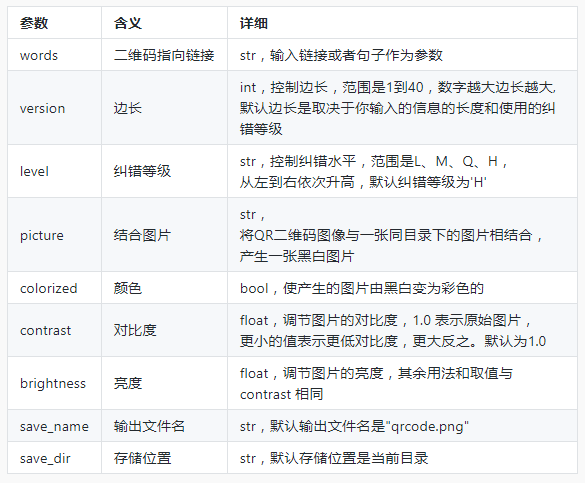 参数 含义 详细
words 二维码指向链接 str，输入链接或者句子作为参数
int，控制边长，范围是1到40，数字越大边长越大,
version 边长 默认边长是取决于你输入的信息的长度和使用的纠
错等级
level 纠错等级 str，控制纠错水平，范围是L、M、Q、H，
从左到右依次升高，默认纠错等级为'H'
str，
picture 结合图片 将QR二维码图像与一张同目录下的图片相结合，
产生一张黑白图片
colorized 颜色 bool，使产生的图片由黑白变为彩色的
contrast 对比度 float，调节图片的对比度，1.0 表示原始图片，
更小的值表示更低对比度，更大反之。默认为1.0
brightness 亮度 float，调节图片的亮度，其余用法和取值与
contrast 相同
save_name 输出文件名 str，默认输出文件名是"qrcode.png"
save_dir 存储位置 str，默认存储位置是当前目录